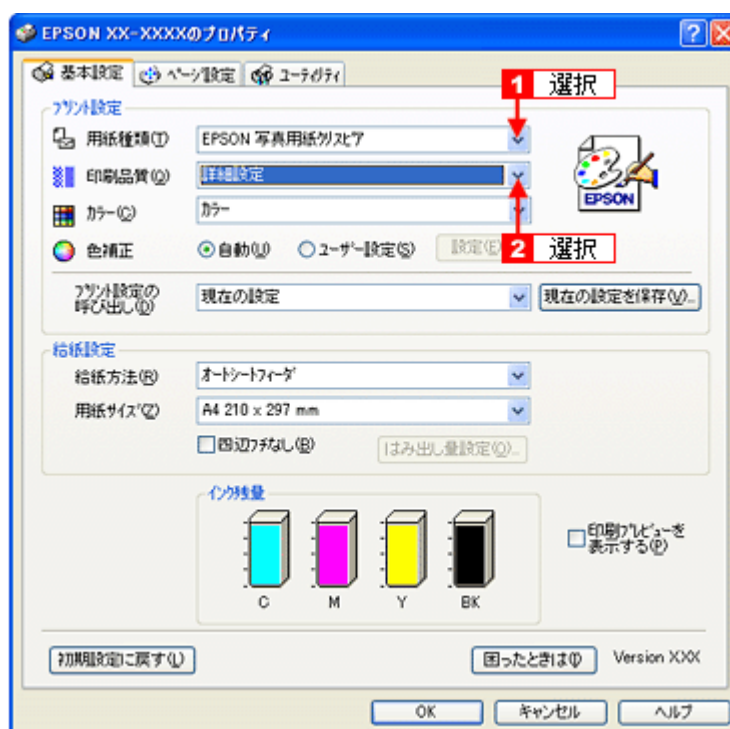 EPSON XX-XXXXのプロパティ
基本設定 ページ設定 ユーティリティ
1 選択
プリント設定
用紙種類(T) EPSON 写真用紙クリスピア
印刷品質(Q) 詳細設定
EPSON
カラー(C) カラー
色補正 自動(U) ユーザー設定(S) 設定(E)
2 選択
プリント設定の
呼び出し(D) 現在の設定 現在の設定を保存(V)...
給紙設定
給紙方法(R) オートシートフィーダ
用紙サイズ(Z) A4 210 x 297 mm
四辺フチなし(B) はみ出し量設定(O)...
インク残量
印刷プレビューを
表示する(P)
C M Y BK
初期設定に戻す(L) 困ったときは(I) Version X.XX
OK キャンセル ヘルプ